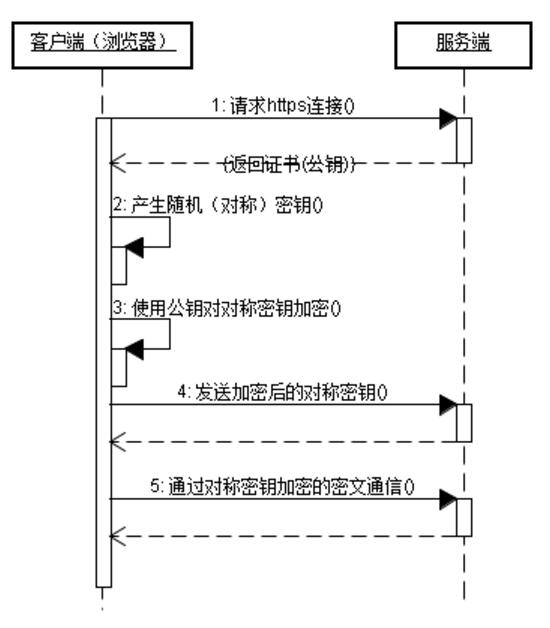 客户端（浏览器）
服务端
1: 请求https连接()
(返回证书(公钥))
2: 产生随机（对称）密钥()
3: 使用公钥对对称密钥加密()
4: 发送加密后的对称密钥()
5: 通过对称密钥加密的密文通信()